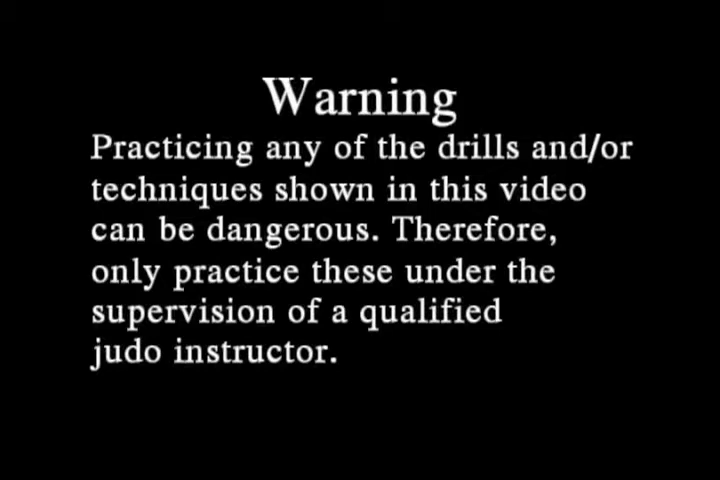 Warning
Practicing any of the drills and/or
techniques shown in this video
can be dangerous. Therefore,
only practice these under the
supervision of a qualified
judo instructor.